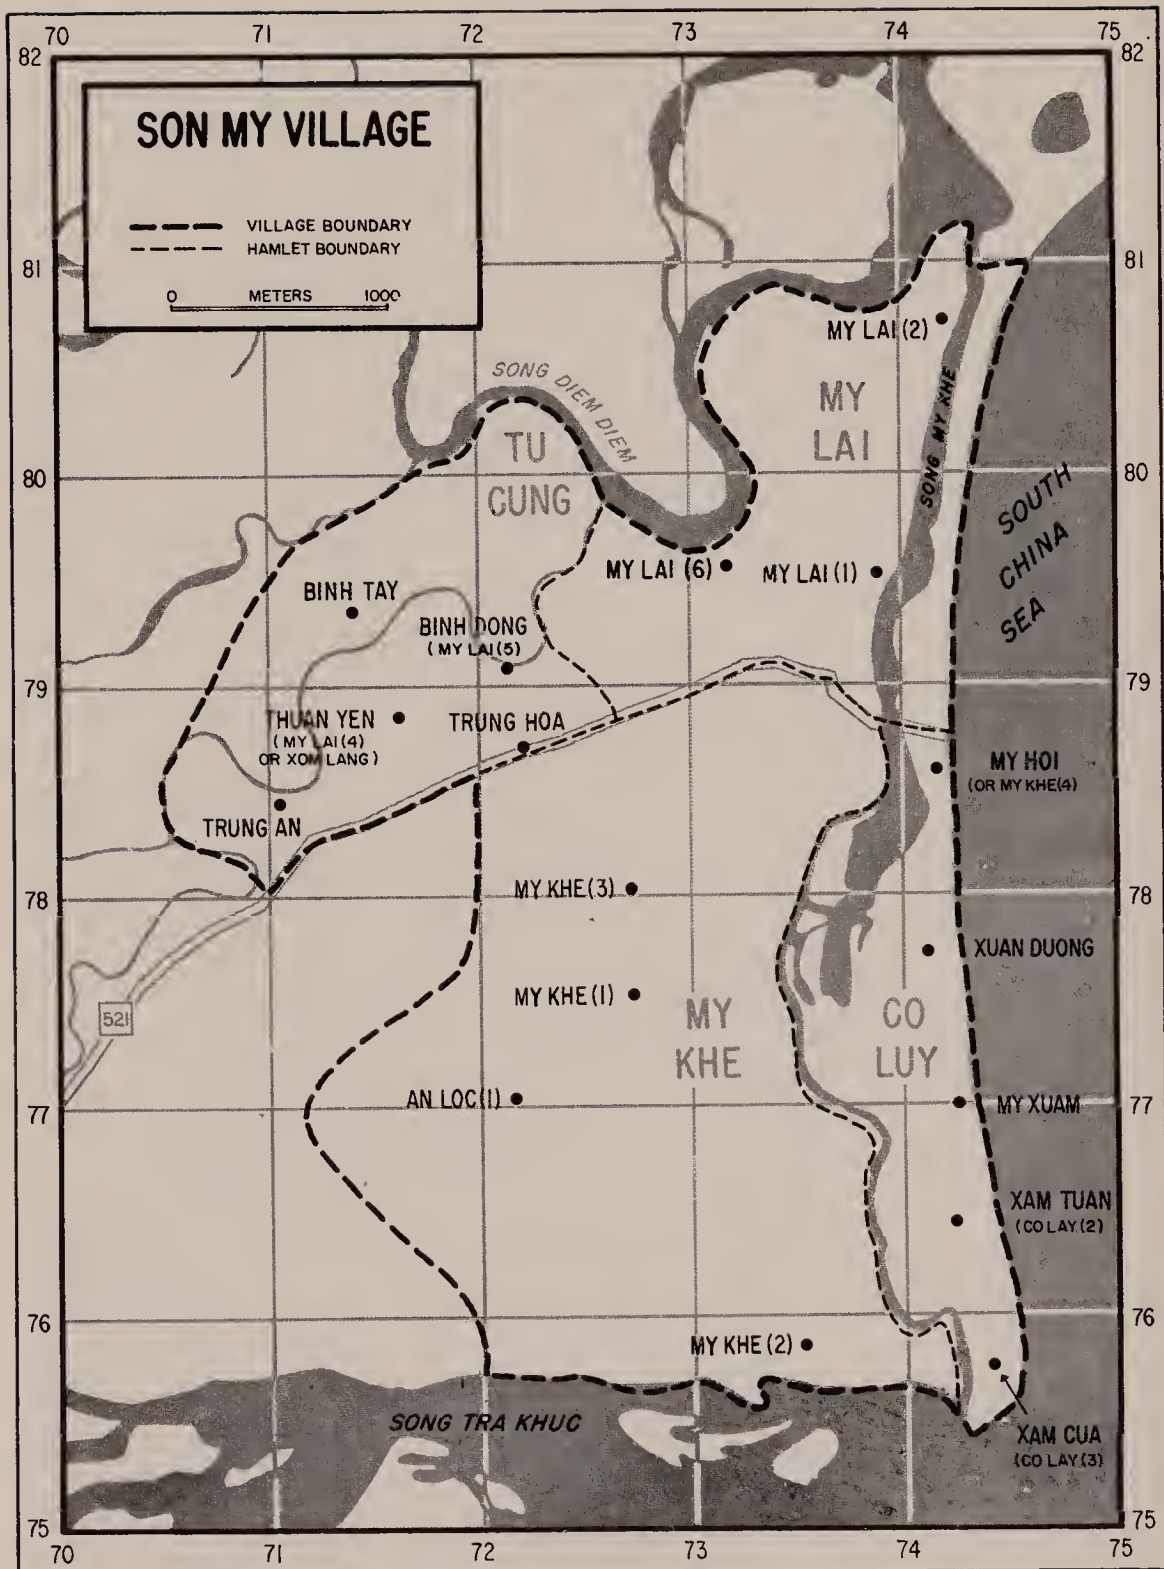 70 71 72 73 74 75
82 82
SON MY VILLAGE
VILLAGE BOUNDARY
HAMLET BOUNDARY
0 METERS 1000
81 81
MY LAI (2)
SONG DIEM DIEM
MY
LAI
SONG MY KHE
TU
CUNG
80 80
SOUTH
CHINA
SEA
MY LAI (6)
MY LAI (1)
BINH TAY
BINH DONG
(MY LAI (5)
79 79
THUAN YEN
(MY LAI (4)
OR XOM LANG)
TRUNG HOA
MY HOI
(OR MY KHE(4)
TRUNG AN
78 78
MY KHE (3)
XUAN DUONG
MY KHE (1)
521
MY
KHE
CO
LUY
AN LOC (1)
77 77
MY XUAM
XAM TUAN
(CO LAY (2)
76 76
MY KHE (2)
SONG TRA KHUC
XAM CUA
(CO LAY (3)
75 75
70 71 72 73 74 75